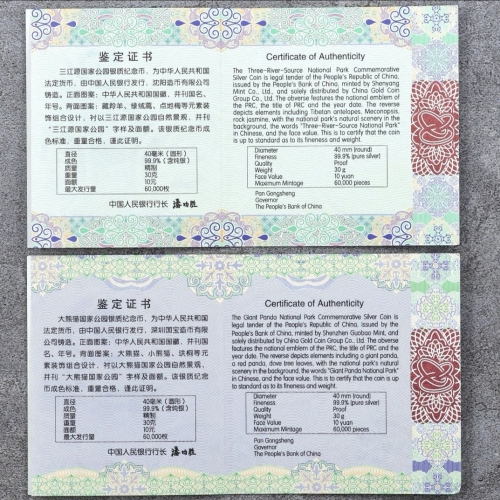 鉴定证书
三江源国家公园银质纪念币，为中华人民共和国
法定货币，由中国人民银行发行，沈阳造币有限公司
铸造。正面图案：中华人民共和国国徽，并刊国名、
年号。背面图案：藏羚羊、绿绒蒿、点地梅等元素装
饰组合设计，衬以三江源国家公园自然景观，并刊
“三江源国家公园”字样及面额。该银质纪念币成
色标准，重量合格，谨此证明。
直径 40毫米（圆形）
成色 99.9%（含纯银）
质量 精制
重量 30克
面额 10元
最大发行量 60,000枚
中国人民银行行长 潘功胜
Certificate of Authenticity
The Three-River-Source National Park Commemorative
Silver Coin is legal tender of the People's Republic of China,
issued by the People's Bank of China, minted by Shenyang
Mint Co., Ltd., and solely distributed by China Gold Coin
Group Co., Ltd. The obverse features the national emblem,
the title of the PRC and the year date. The reverse
depicts elements including Tibetan antelopes, Meconopsis,
rock jasmine, with the national park's natural scenery in the
background, the words "Three-River-Source National Park"
in Chinese, and the face value. This is to certify that the coin
is up to standard as to its fineness and weight.
Diameter 40 mm (round)
Fineness 99.9% (pure silver)
Quality Proof
Weight 30 g
Face Value 10 yuan
Maximum Mintage 60,000 pieces
Pan Gongsheng
Governor
The People's Bank of China
鉴定证书
大熊猫国家公园银质纪念币，为中华人民共和国
法定货币，由中国人民银行发行，深圳国宝造币有限
公司铸造。正面图案：中华人民共和国国徽，并刊国
名、年号。背面图案：大熊猫、小熊猫、珙桐等元
素装饰组合设计，衬以大熊猫国家公园自然景观，
并刊“大熊猫国家公园”字样及面额。该银质纪念
币成色标准，重量合格，谨此证明。
直径 40毫米（圆形）
成色 99.9%（含纯银）
质量 精制
重量 30克
面额 10元
最大发行量 60,000枚
中国人民银行行长 潘功胜
Certificate of Authenticity
The Giant Panda National Park Commemorative Silver Coin is
legal tender of the People's Republic of China, issued by the
People's Bank of China, minted by Shenzhen Guobao Mint, and
solely distributed by China Gold Coin Group Co., Ltd. The obverse
features the national emblem, the title of the PRC and the
year date. The reverse depicts elements including a giant panda,
a red panda, dove tree leaves, with the national park's natural
scenery in the background, the words "Giant Panda National Park"
in Chinese, and the face value. This is to certify that the coin is up
to standard as to its fineness and weight.
Diameter 40 mm (round)
Fineness 99.9% (pure silver)
Quality Proof
Weight 30 g
Face Value 10 yuan
Maximum Mintage 60,000 pieces
Pan Gongsheng
Governor
The People's Bank of China